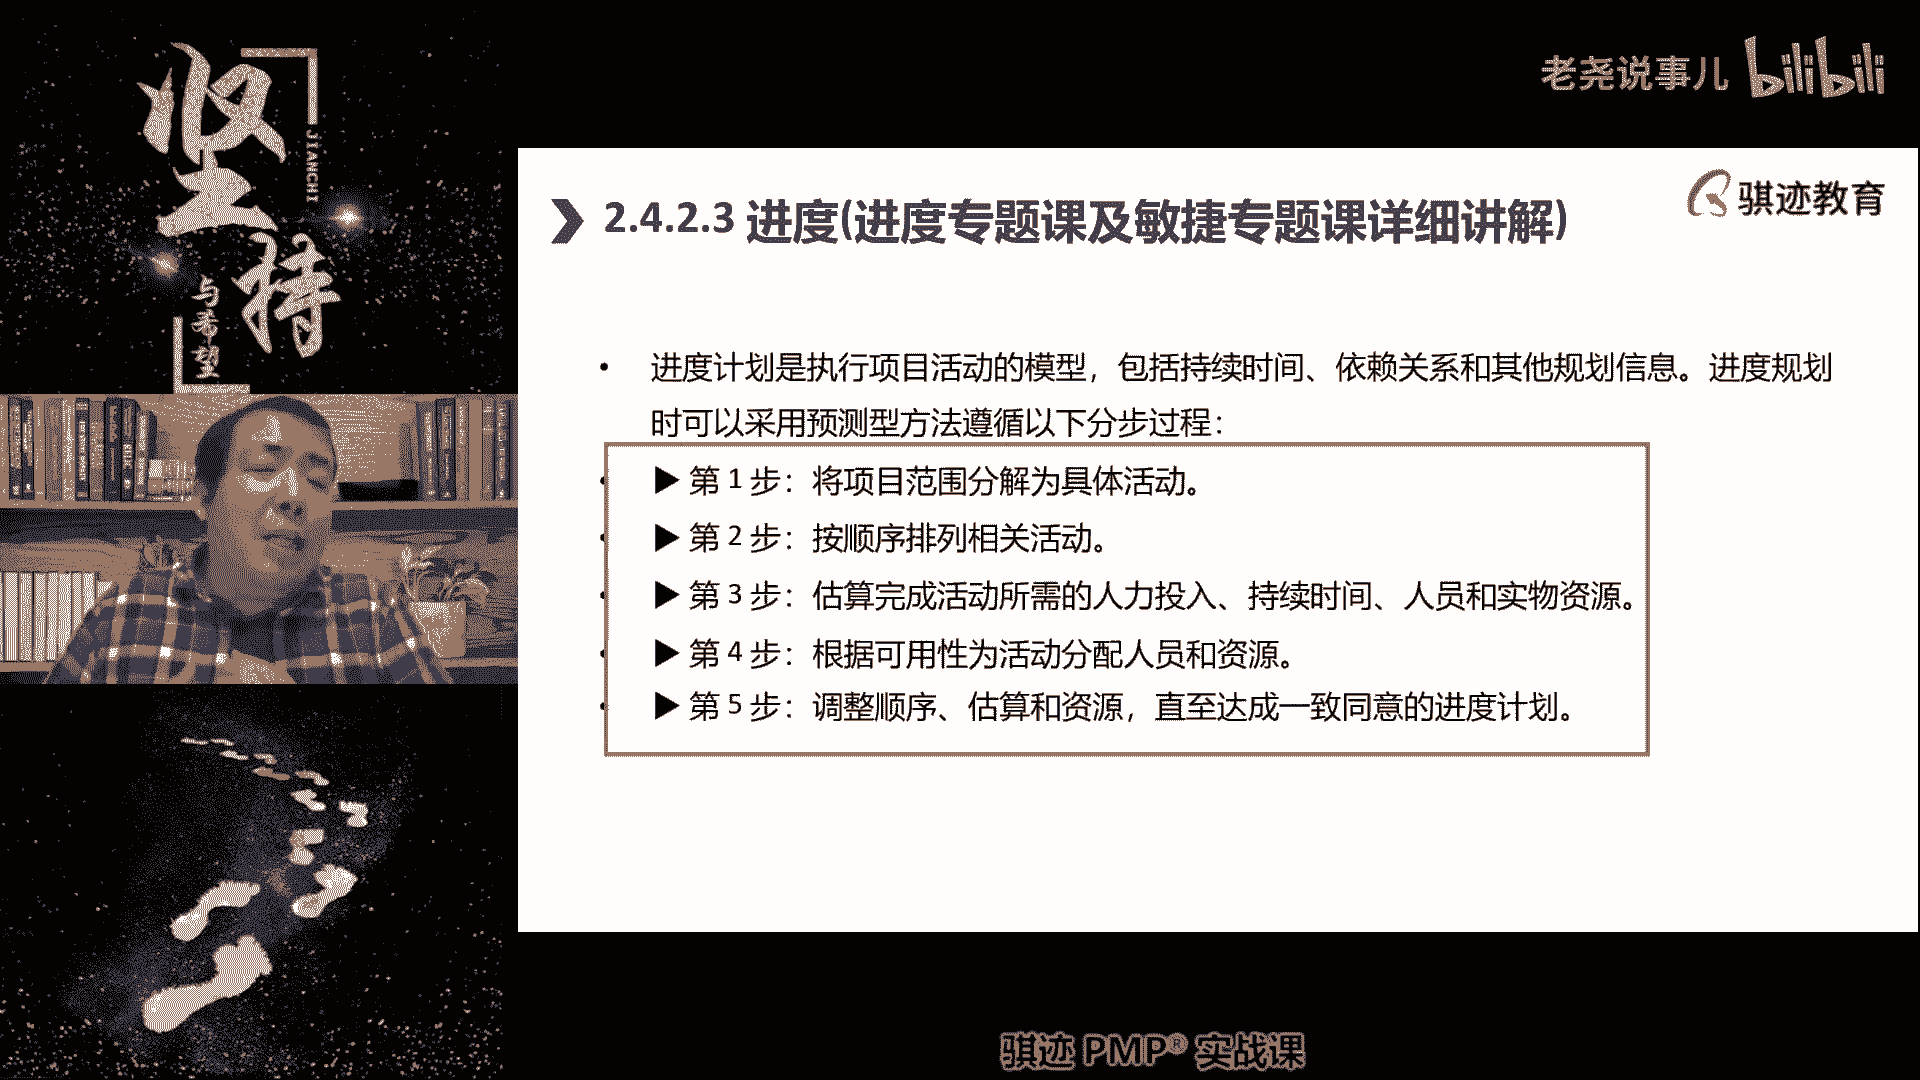 坚持
JIANCHI
与希望
老尧说事儿 bilibili
骐迹教育
2.4.2.3 进度(进度专题课及敏捷专题课详细讲解)
• 进度计划是执行项目活动的模型，包括持续时间、依赖关系和其他规划信息。进度规划
时可以采用预测型方法遵循以下分步过程：
▶ 第 1 步：将项目范围分解为具体活动。
▶ 第 2 步：按顺序排列相关活动。
▶ 第 3 步：估算完成活动所需的人力投入、持续时间、人员和实物资源。
▶ 第 4 步：根据可用性为活动分配人员和资源。
▶ 第 5 步：调整顺序、估算和资源，直至达成一致同意的进度计划。
骐迹 PMP® 实战课